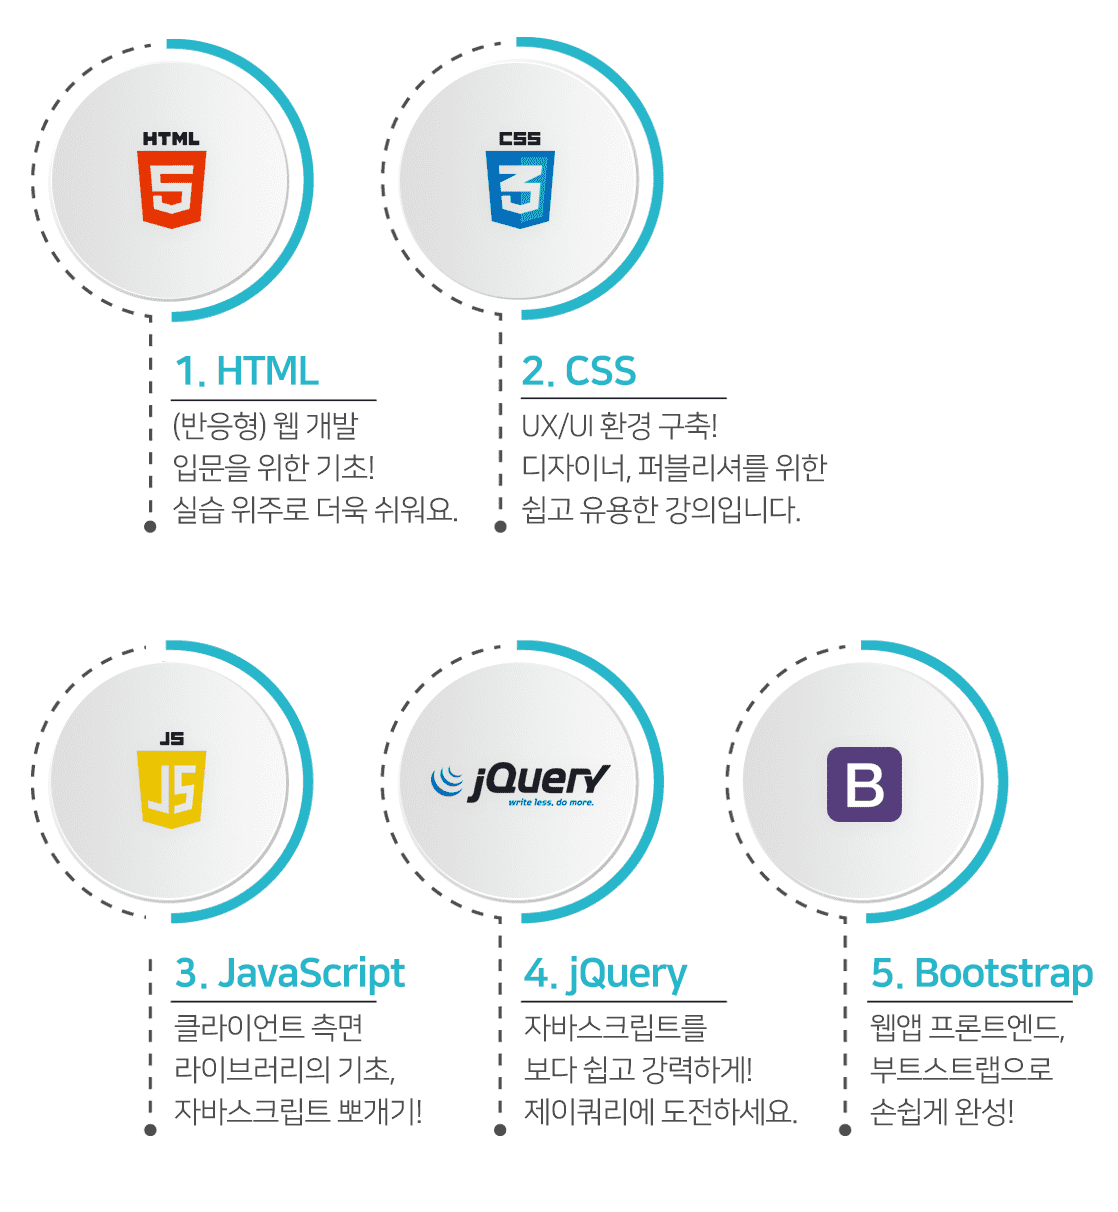 HTML
5
1. HTML
(반응형) 웹 개발
입문을 위한 기초!
실습 위주로 더욱 쉬워요.
CSS
3
2. CSS
UX/UI 환경 구축!
디자이너, 퍼블리셔를 위한
쉽고 유용한 강의입니다.
JS
JS
3. JavaScript
클라이언트 측면
라이브러리의 기초,
자바스크립트 뽀개기!
jQuery
write less, do more.
4. jQuery
자바스크립트를
보다 쉽고 강력하게!
제이쿼리에 도전하세요.
B
5. Bootstrap
웹앱 프론트엔드,
부트스트랩으로
손쉽게 완성!